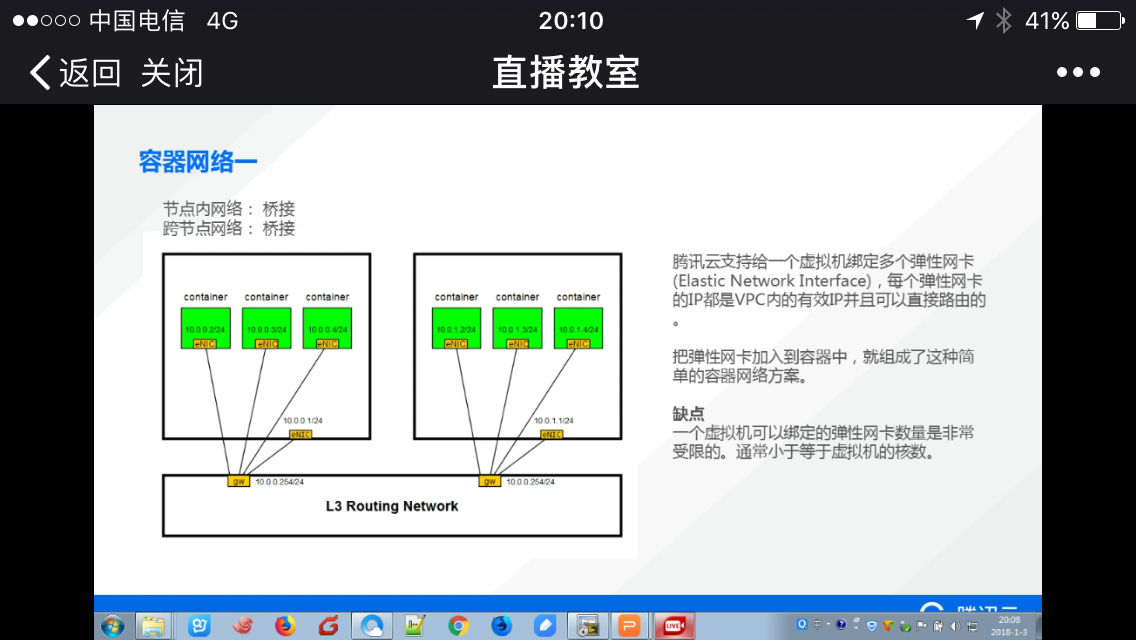 中国电信 4G 20:10 41%
返回 关闭 直播教室
容器网络一
节点内网络： 桥接
跨节点网络： 桥接
container container container
10.0.0.2/24 10.0.0.3/24 10.0.0.4/24
eNIC eNIC eNIC
10.0.0.1/24
eNIC
container container container
10.0.1.2/24 10.0.1.3/24 10.0.1.4/24
eNIC eNIC eNIC
10.0.1.1/24
eNIC
gw 10.0.0.254/24
gw 10.0.0.254/24
L3 Routing Network
腾讯云支持给一个虚拟机绑定多个弹性网卡
(Elastic Network Interface)，每个弹性网卡
的IP都是VPC内的有效IP并且可以直接路由的
。
把弹性网卡加入到容器中，就组成了这种简
单的容器网络方案。
缺点
一个虚拟机可以绑定的弹性网卡数量是非常
受限的。通常小于等于虚拟机的核数。
LIVE
20:08
2018-1-3